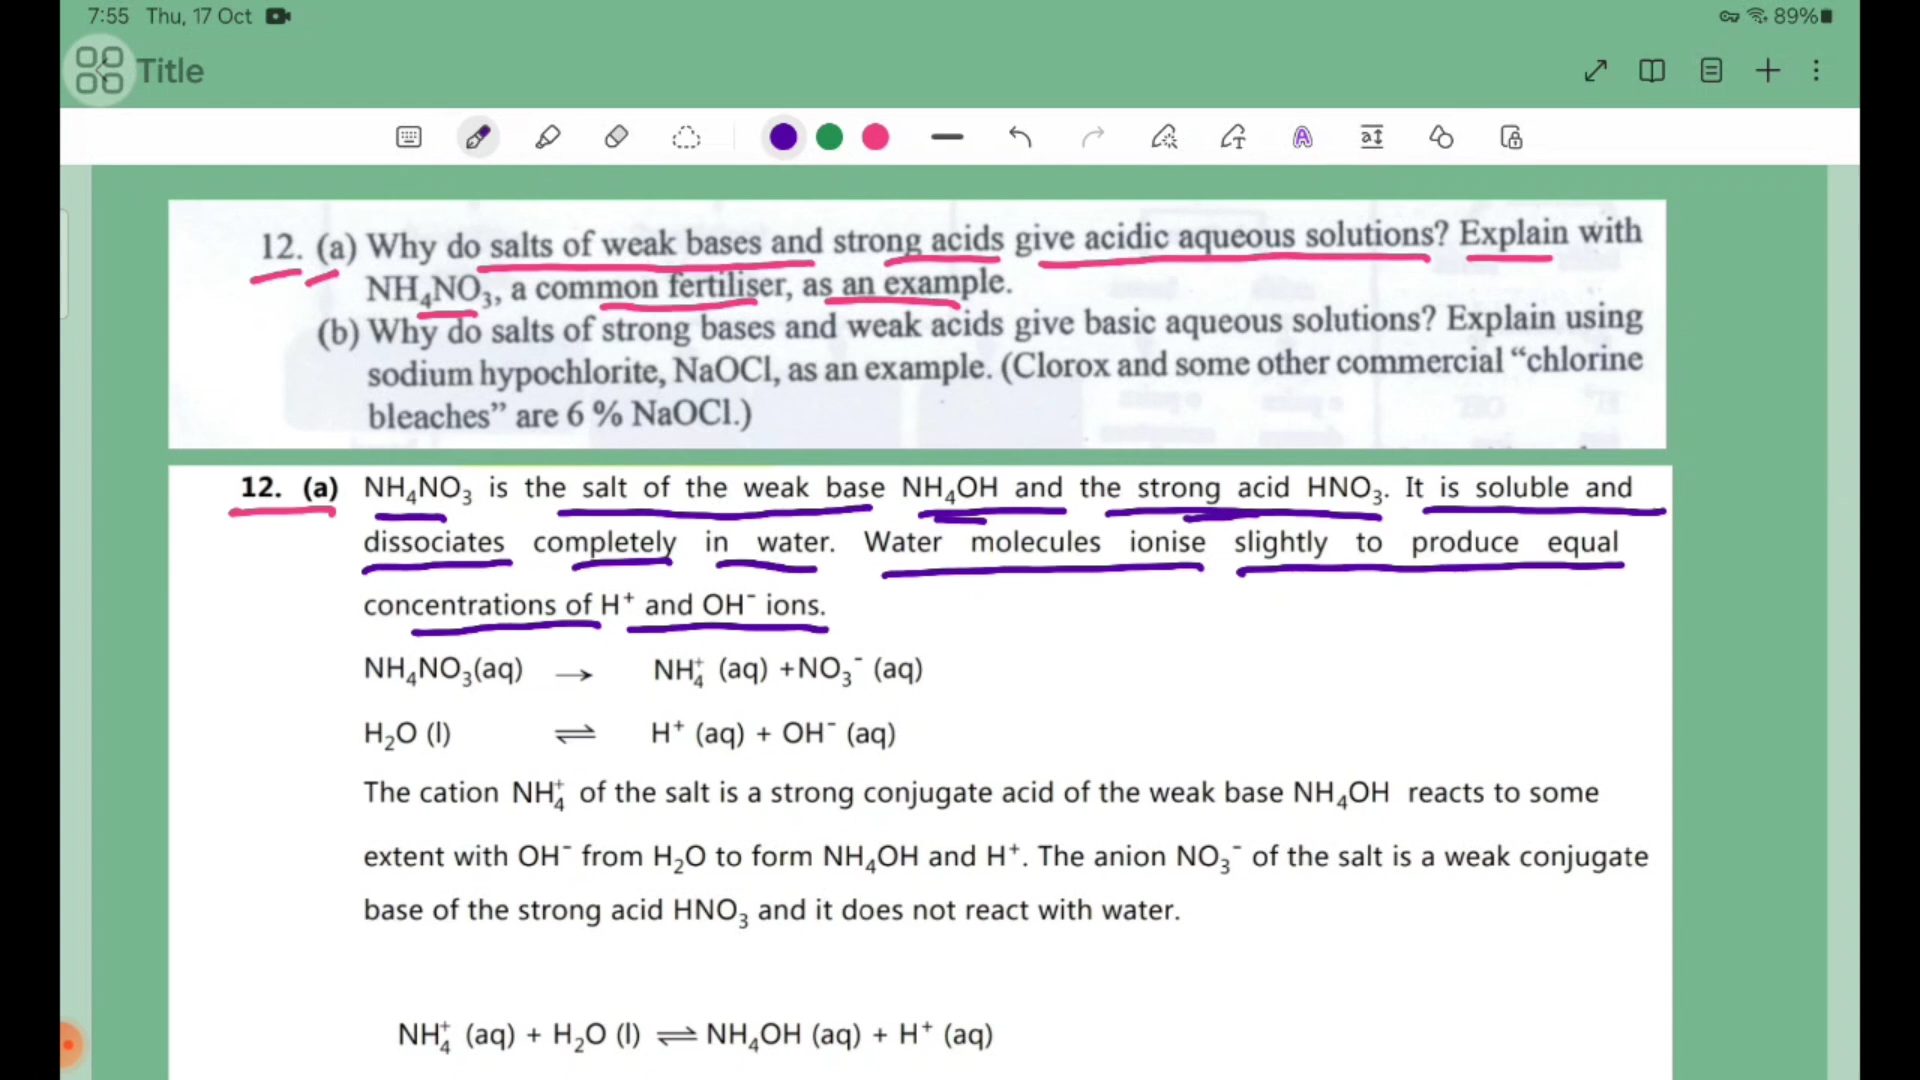 7:55 Thu, 17 Oct 89%
Title
12. (a) Why do salts of weak bases and strong acids give acidic aqueous solutions? Explain with
NH₄NO₃, a common fertiliser, as an example.
(b) Why do salts of strong bases and weak acids give basic aqueous solutions? Explain using
sodium hypochlorite, NaOCl, as an example. (Clorox and some other commercial “chlorine
bleaches” are 6 % NaOCl.)
12. (a) NH₄NO₃ is the salt of the weak base NH₄OH and the strong acid HNO₃. It is soluble and
dissociates completely in water. Water molecules ionise slightly to produce equal
concentrations of H⁺ and OH⁻ ions.
NH₄NO₃(aq) → NH₄⁺ (aq) +NO₃⁻ (aq)
H₂O (l) ⇌ H⁺ (aq) + OH⁻ (aq)
The cation NH₄⁺ of the salt is a strong conjugate acid of the weak base NH₄OH reacts to some
extent with OH⁻ from H₂O to form NH₄OH and H⁺. The anion NO₃⁻ of the salt is a weak conjugate
base of the strong acid HNO₃ and it does not react with water.
NH₄⁺ (aq) + H₂O (l) ⇌ NH₄OH (aq) + H⁺ (aq)